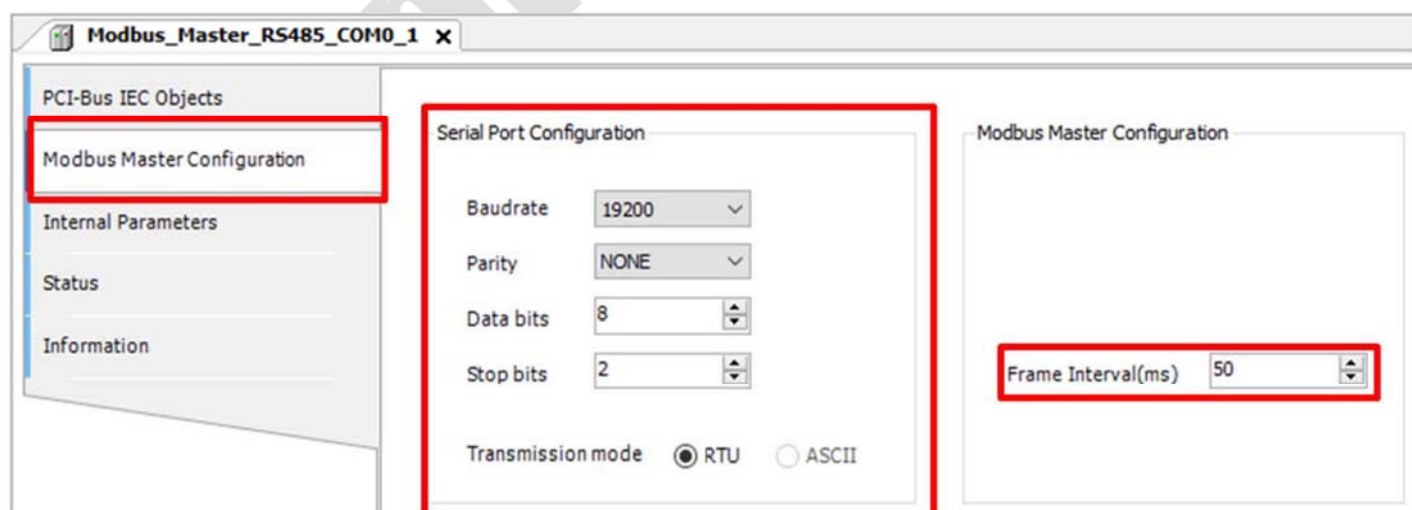 Modbus_Master_RS485_COM0_1 x
PCI-Bus IEC Objects
Modbus Master Configuration
Internal Parameters
Status
Information
Serial Port Configuration
Baudrate 19200
Parity NONE
Data bits 8
Stop bits 2
Transmission mode RTU ASCII
Modbus Master Configuration
Frame Interval(ms) 50